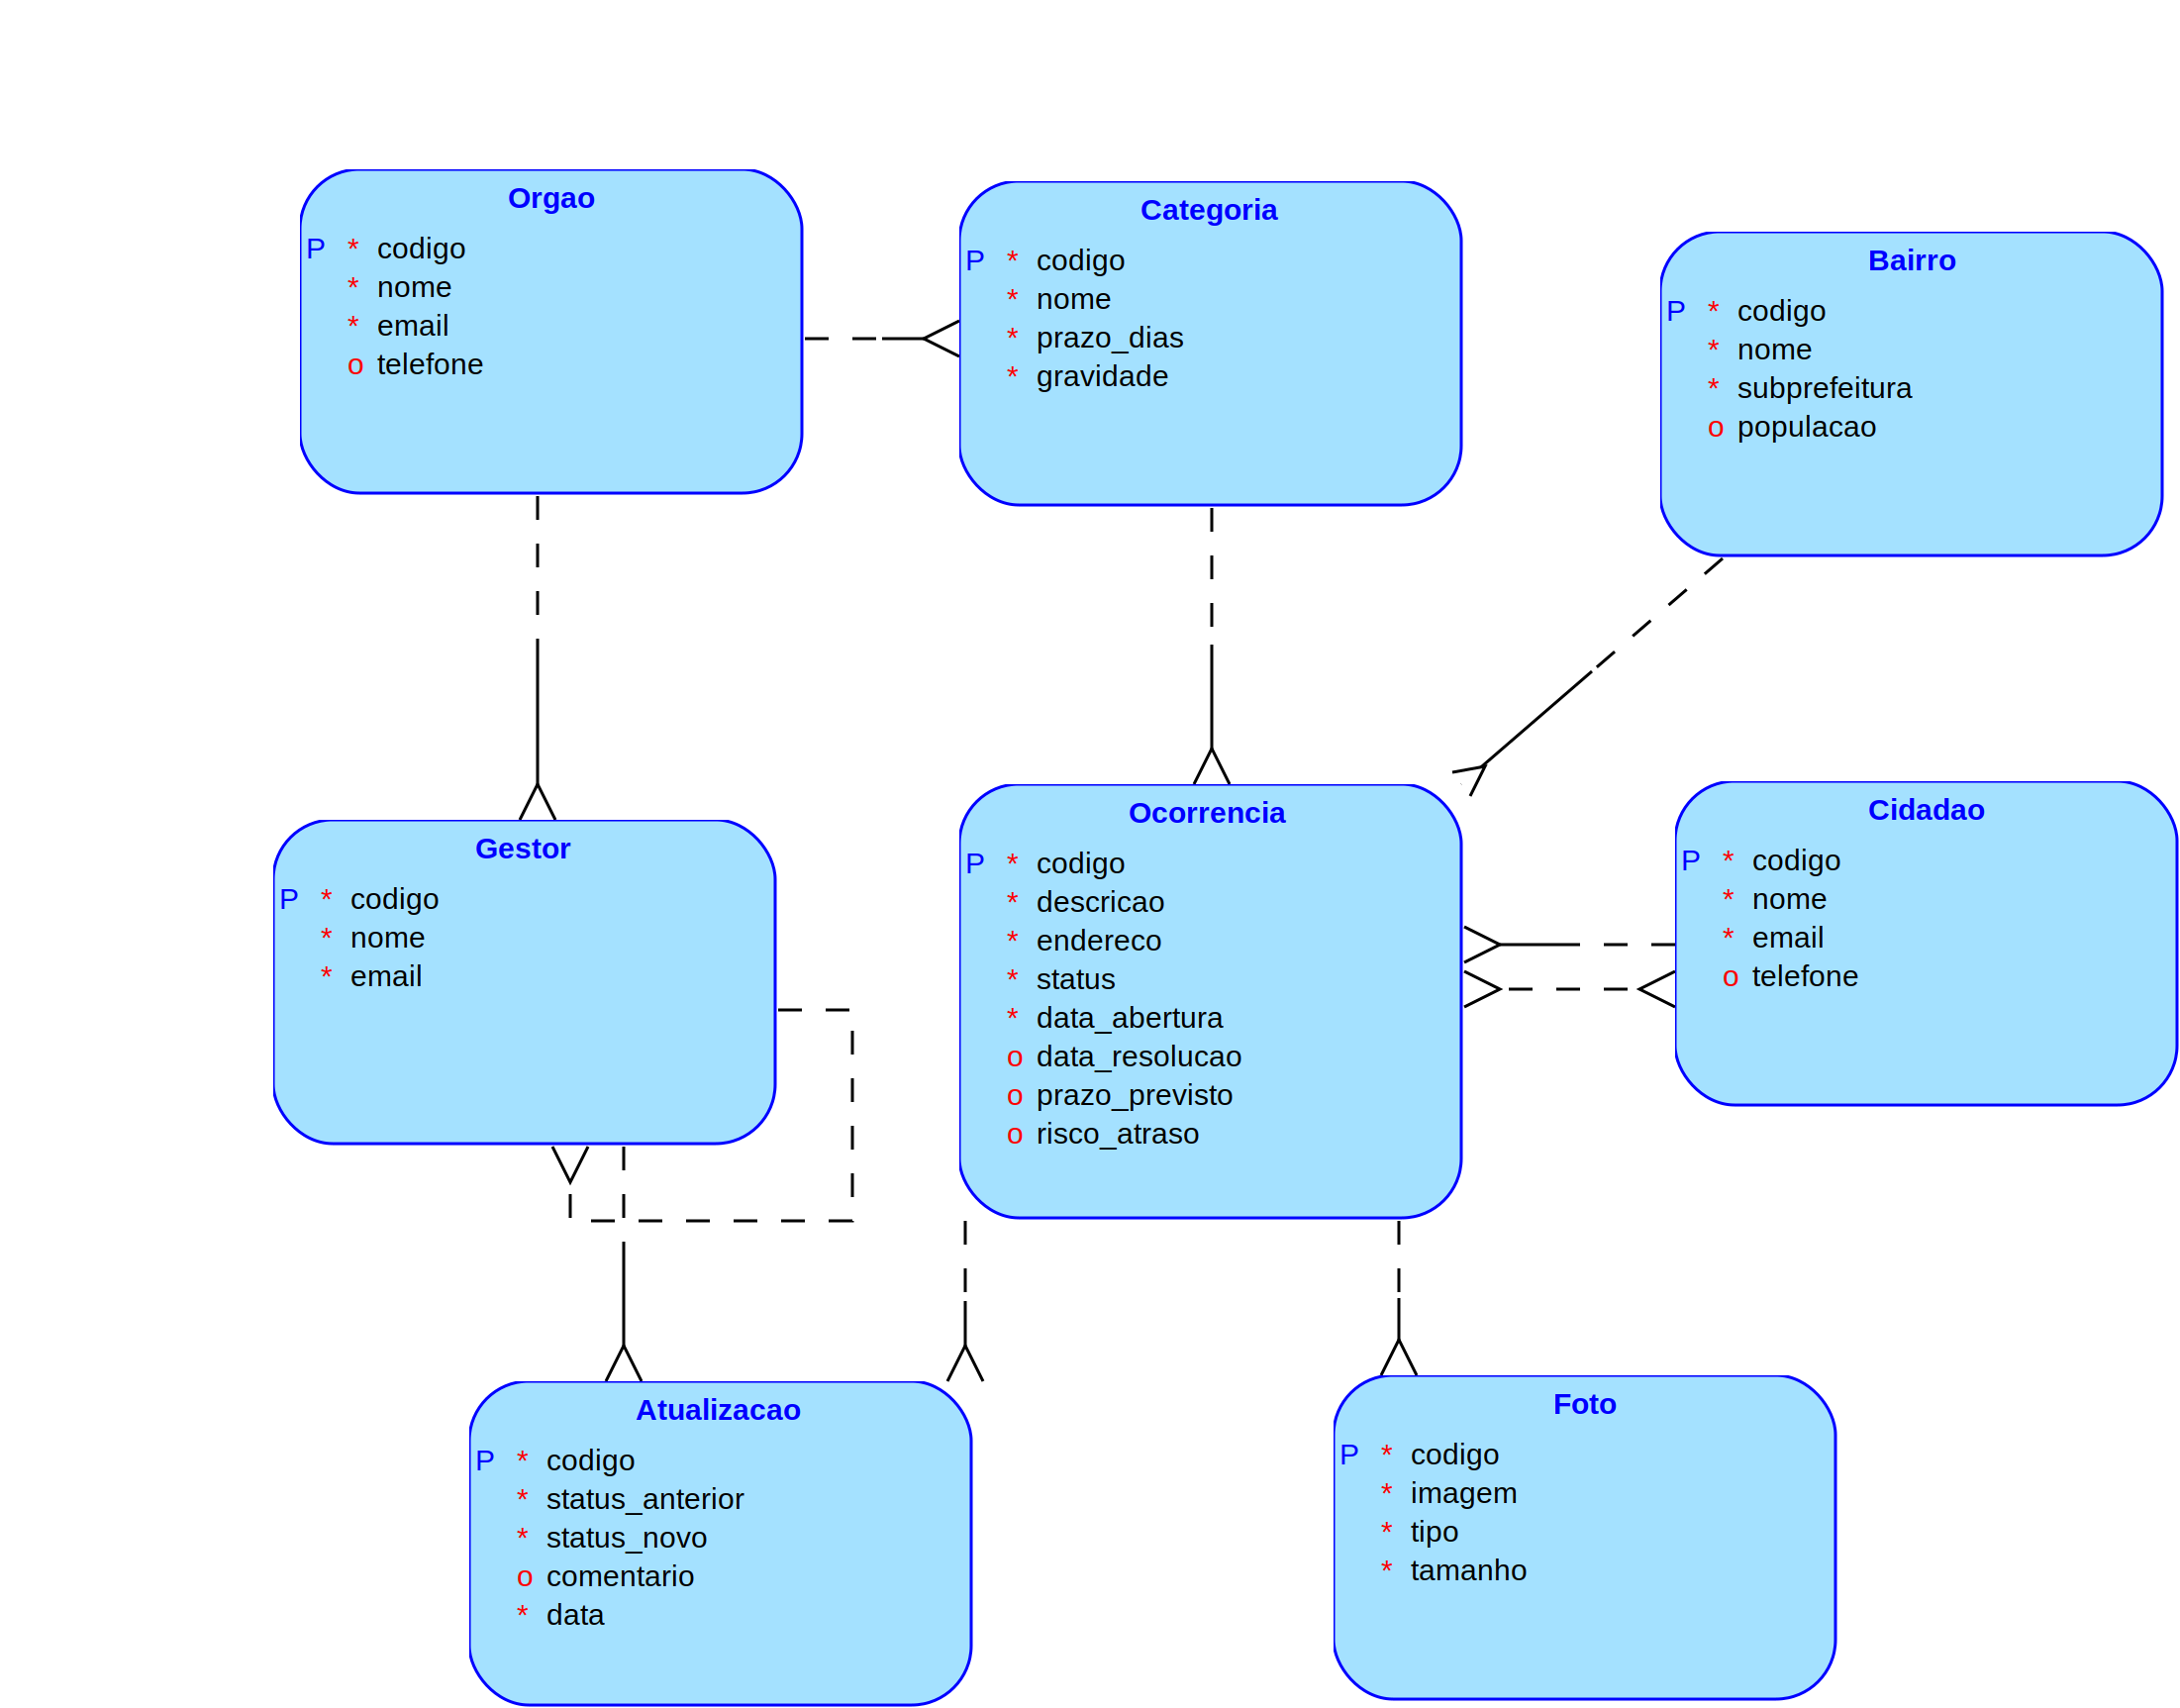 Orgao
P * codigo
* nome
* email
o telefone
Categoria
P * codigo
* nome
* prazo_dias
* gravidade
Bairro
P * codigo
* nome
* subprefeitura
o populacao
Gestor
P * codigo
* nome
* email
Ocorrencia
P * codigo
* descricao
* endereco
* status
* data_abertura
o data_resolucao
o prazo_previsto
o risco_atraso
Cidadao
P * codigo
* nome
* email
o telefone
Atualizacao
P * codigo
* status_anterior
* status_novo
o comentario
* data
Foto
P * codigo
* imagem
* tipo
* tamanho